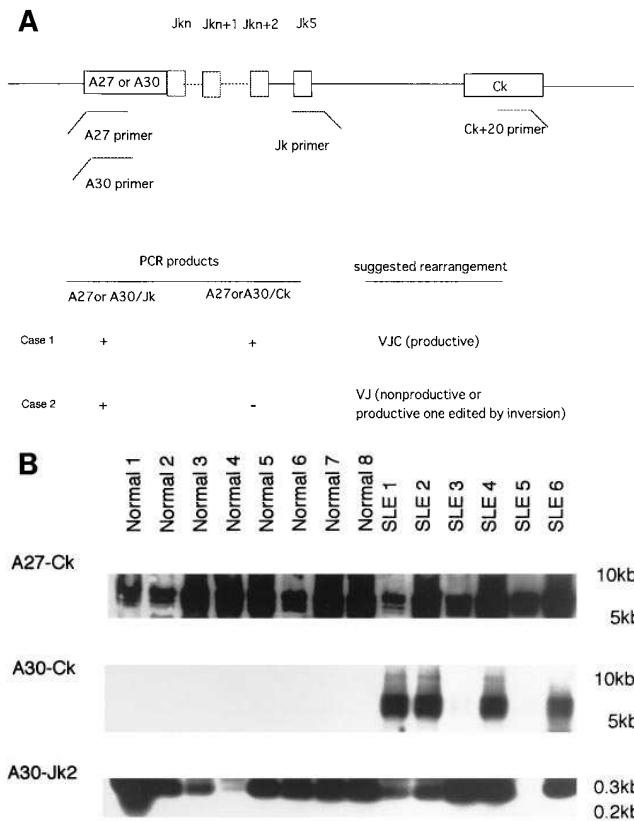 A
Jkn Jkn+1 Jkn+2 Jk5
A27 or A30
Ck
A27 primer
Jk primer
Ck+20 primer
A30 primer
PCR products
suggested rearrangement
A27or A30/Jk A27orA30/Ck
Case 1 + + VJC (productive)
Case 2 + - VJ (nonproductive or
productive one edited by inversion)
B
Normal 1
Normal 2
Normal 3
Normal 4
Normal 5
Normal 6
Normal 7
Normal 8
SLE 1
SLE 2
SLE 3
SLE 4
SLE 5
SLE 6
A27-Ck
10kb
5kb
A30-Ck
10kb
5kb
A30-Jk2
0.3kb
0.2kb